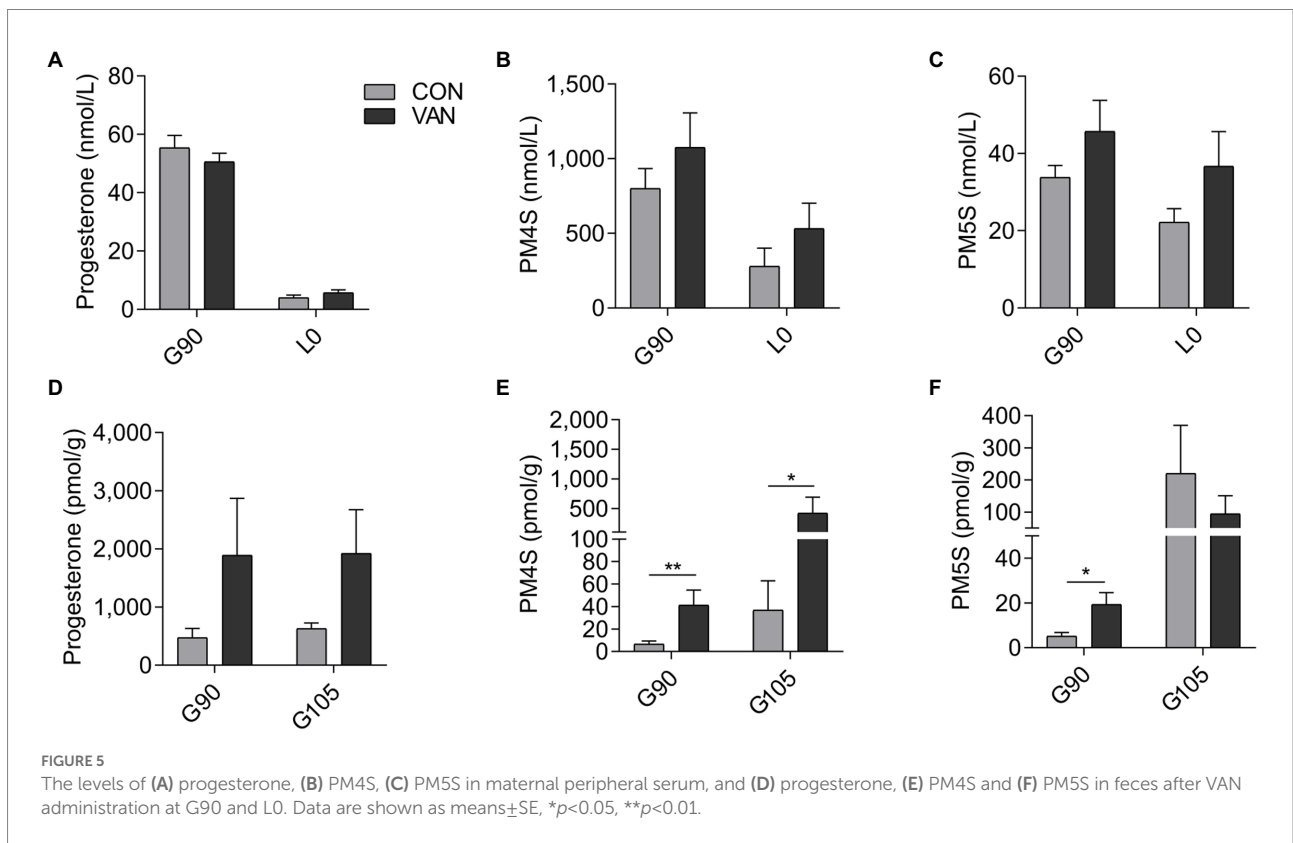 A
Progesterone (nmol/L)
80
60
40
20
0
G90
L0
CON
VAN
B
PM4S (nmol/L)
1,500
1,000
500
0
G90
L0
C
PM5S (nmol/L)
60
40
20
0
G90
L0
D
Progesterone (pmol/g)
4,000
3,000
2,000
1,000
0
G90
G105
E
PM4S (pmol/g)
2,000
1,500
1,000
500
100
80
60
40
20
0
**
*
G90
G105
F
PM5S (pmol/g)
400
300
200
100
40
20
0
*
G90
G105
FIGURE 5
The levels of (A) progesterone, (B) PM4S, (C) PM5S in maternal peripheral serum, and (D) progesterone, (E) PM4S and (F) PM5S in feces after VAN
administration at G90 and L0. Data are shown as means±SE, *p<0.05, **p<0.01.